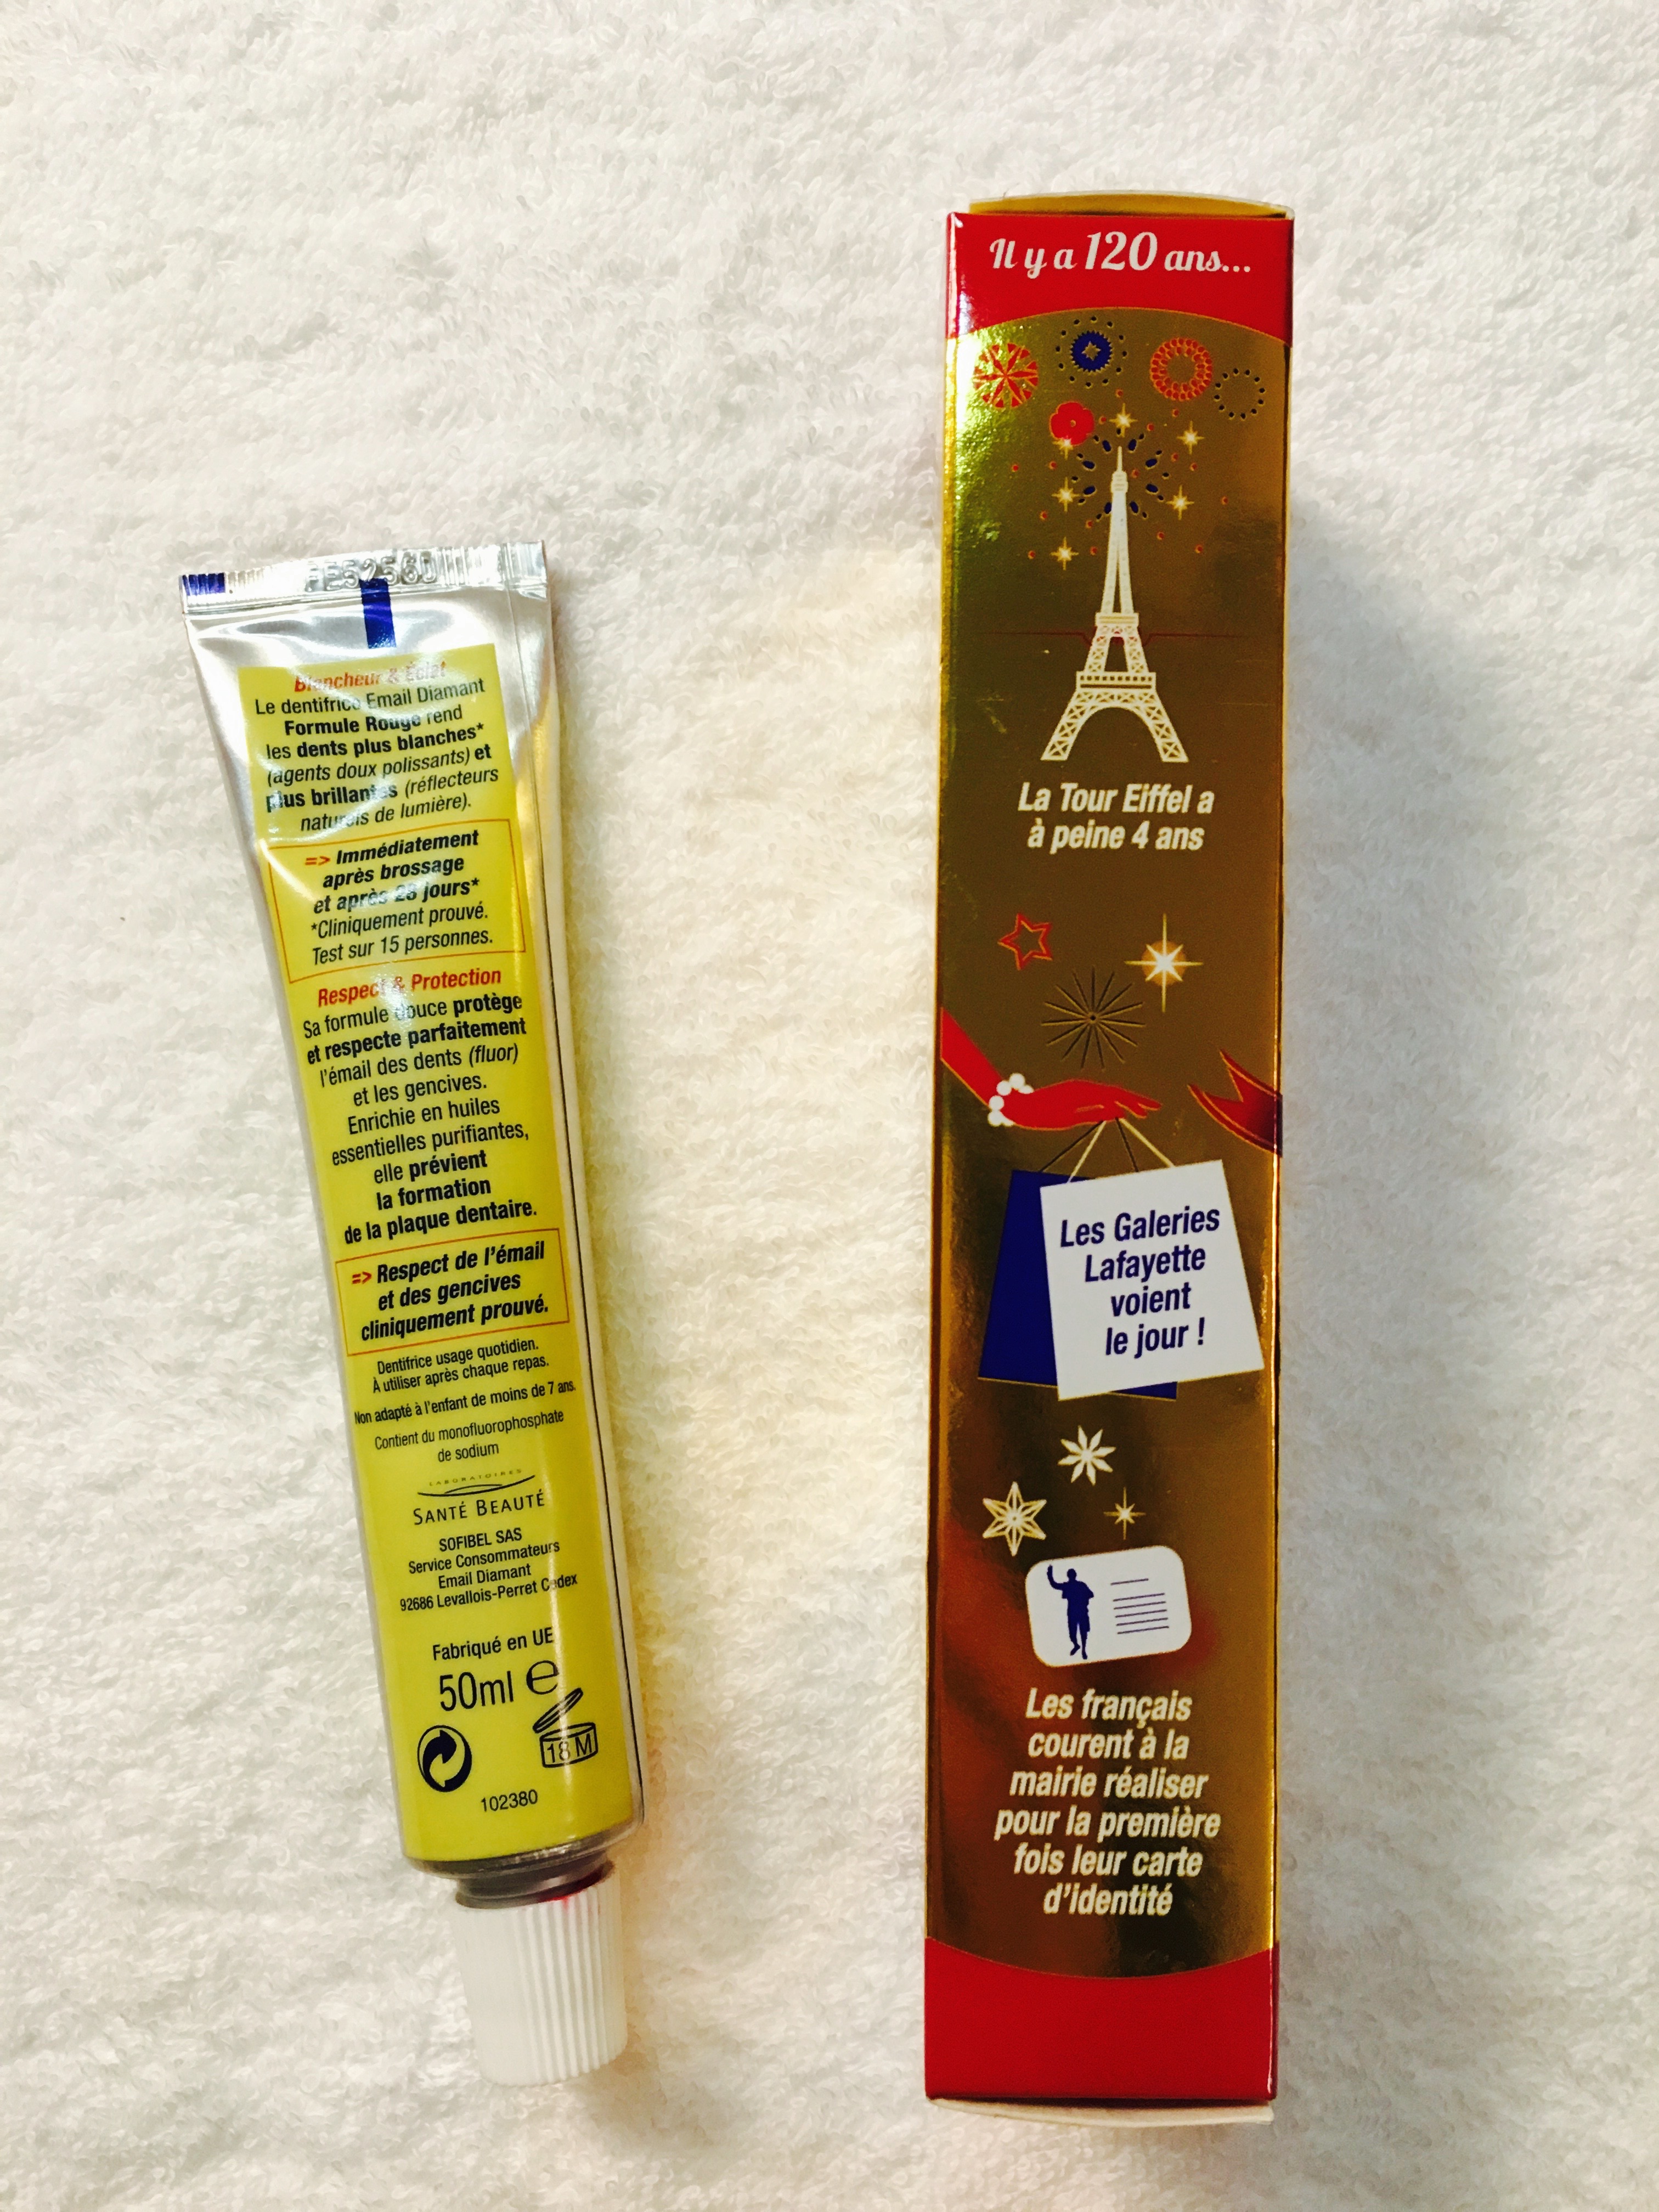 Blancheur & Éclat
Le dentifrice Email Diamant
Formule Rouge rend
les dents plus blanches*
(agents doux polissants) et
plus brillantes (réflecteurs
naturels de lumière).
=> Immédiatement
après brossage
et après 28 jours*
*Cliniquement prouvé.
Test sur 15 personnes.
Respect & Protection
Sa formule douce protège
et respecte parfaitement
l'émail des dents (fluor)
et les gencives.
Enrichie en huiles
essentielles purifiantes,
elle prévient
la formation
de la plaque dentaire.
=> Respect de l'émail
et des gencives
cliniquement prouvé.
Dentifrice usage quotidien.
À utiliser après chaque repas.
Non adapté à l'enfant de moins de 7 ans.
Contient du monofluorophosphate
de sodium
LABORATOIRES
SANTÉ BEAUTÉ
SOFIBEL SAS
Service Consommateurs
Email Diamant
92686 Levallois-Perret Cedex
Fabriqué en UE
50ml e
18 M
102380
Il y a 120 ans...
La Tour Eiffel a
à peine 4 ans
Les Galeries
Lafayette
voient
le jour !
Les français
courent à la
mairie réaliser
pour la première
fois leur carte
d'identité